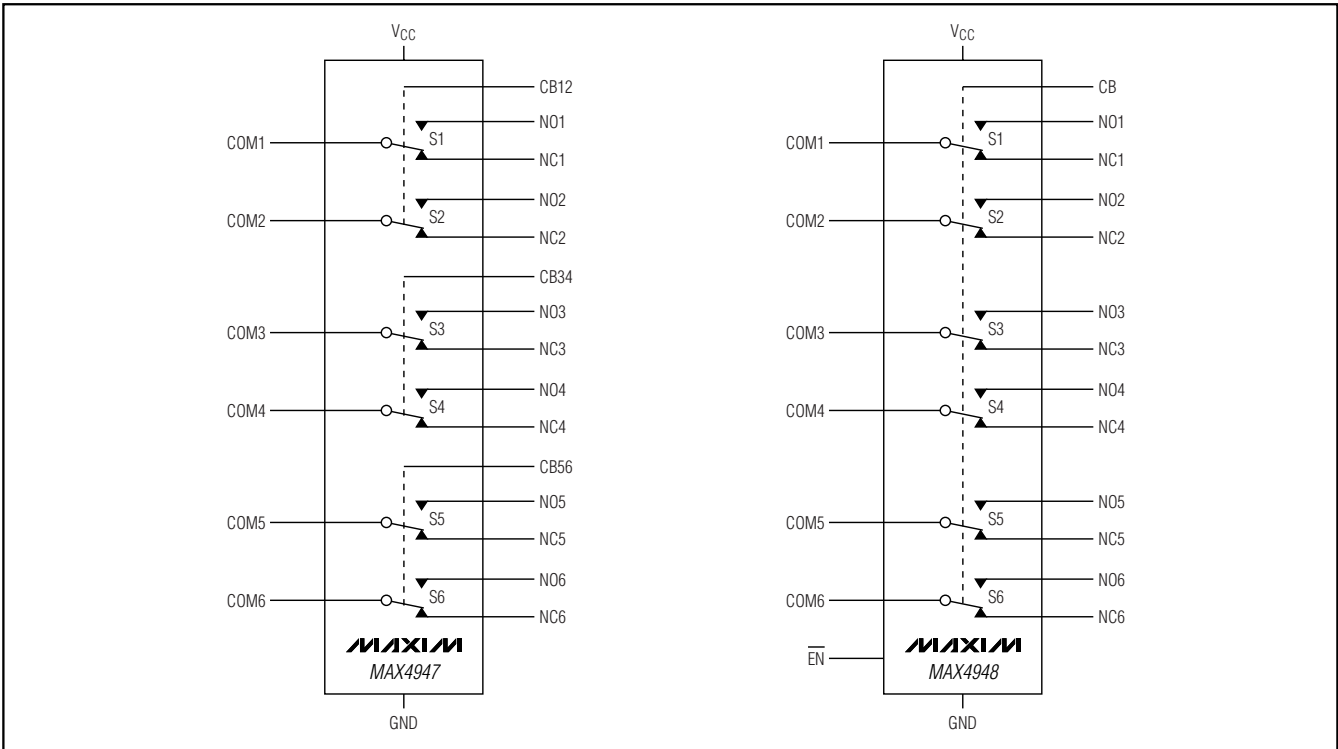 VCC
CB12
NO1
COM1
S1
NC1
NO2
COM2
S2
NC2
CB34
NO3
COM3
S3
NC3
NO4
COM4
S4
NC4
CB56
NO5
COM5
S5
NC5
NO6
COM6
S6
NC6
MAXIM
MAX4947
GND
VCC
CB
NO1
COM1
S1
NC1
NO2
COM2
S2
NC2
NO3
COM3
S3
NC3
NO4
COM4
S4
NC4
NO5
COM5
S5
NC5
NO6
COM6
S6
NC6
EN
MAXIM
MAX4948
GND